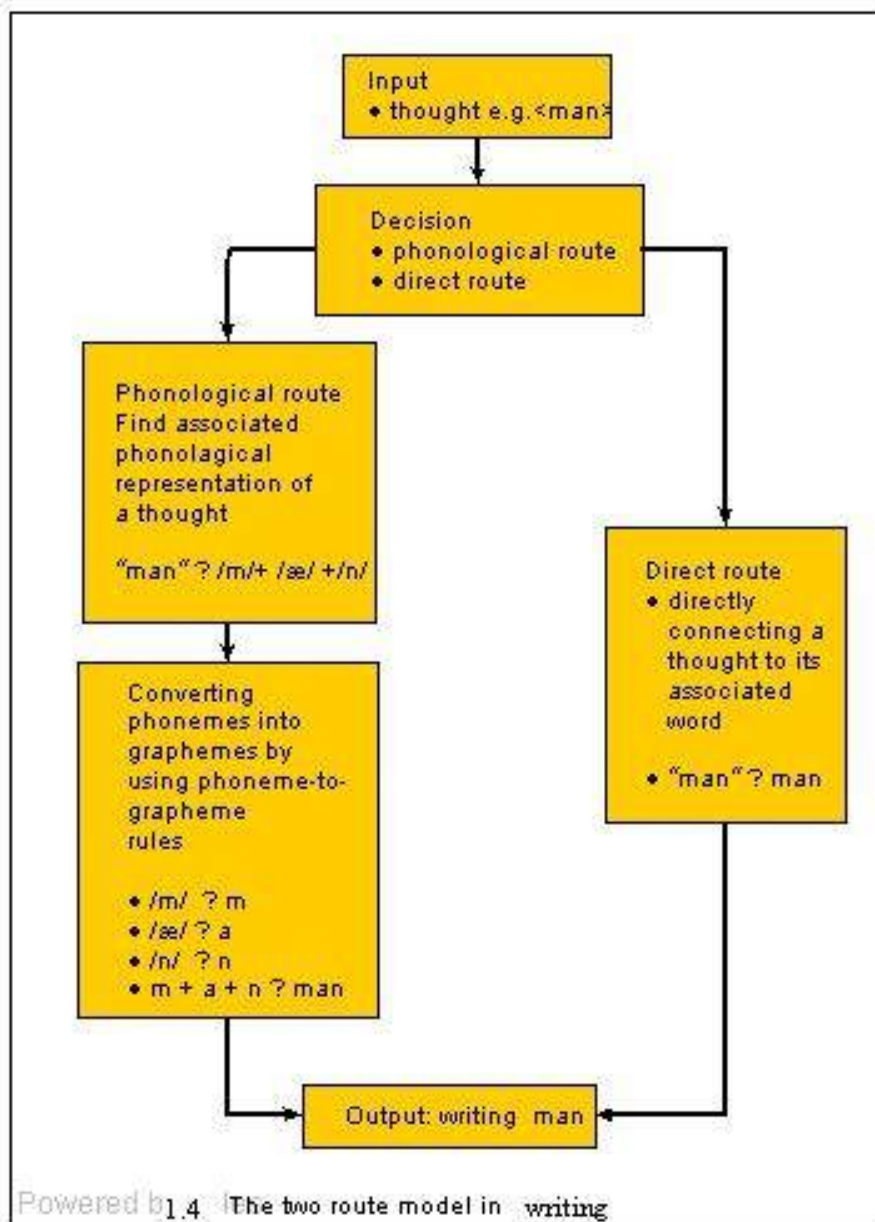 Input
• thought e.g.<man>
Decision
• phonological route
• direct route
Phonological route
Find associated
phonolagical
representation of
a thought
"man" ? /m/+ /æ/ +/n/
Converting
phonemes into
graphemes by
using phoneme-to-
grapheme
rules
• /m/ ? m
• /æ/ ? a
• /n/ ? n
• m + a + n ? man
Direct route
• directly
connecting a
thought to its
associated
word
• "man" ? man
Output: writing man
Powered b
1.4 The two route model in writing